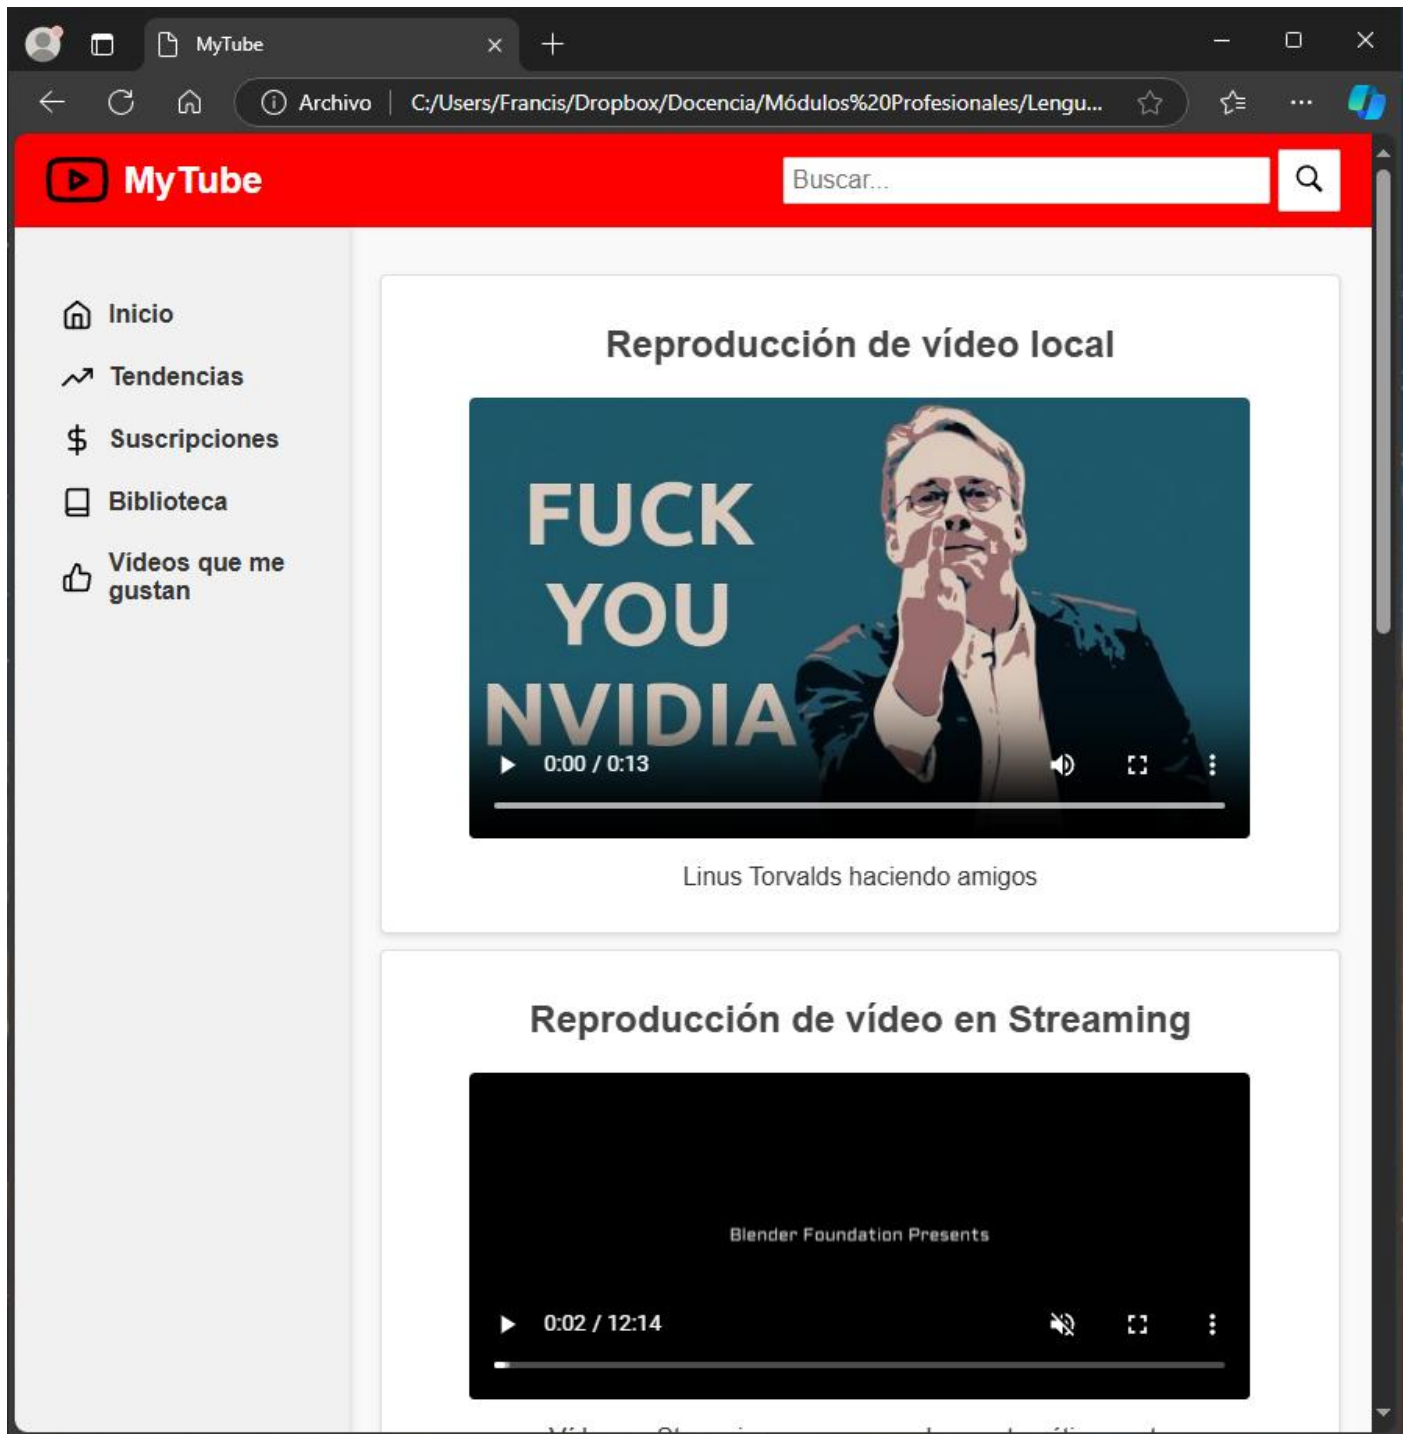 MyTube
Archivo
C:/Users/Francis/Dropbox/Docencia/Módulos%20Profesionales/Lengu...
MyTube
Buscar...
Inicio
Tendencias
Suscripciones
Biblioteca
Vídeos que me
gustan
Reproducción de vídeo local
FUCK
YOU
NVIDIA
0:00 / 0:13
Linus Torvalds haciendo amigos
Reproducción de vídeo en Streaming
Blender Foundation Presents
0:02 / 12:14